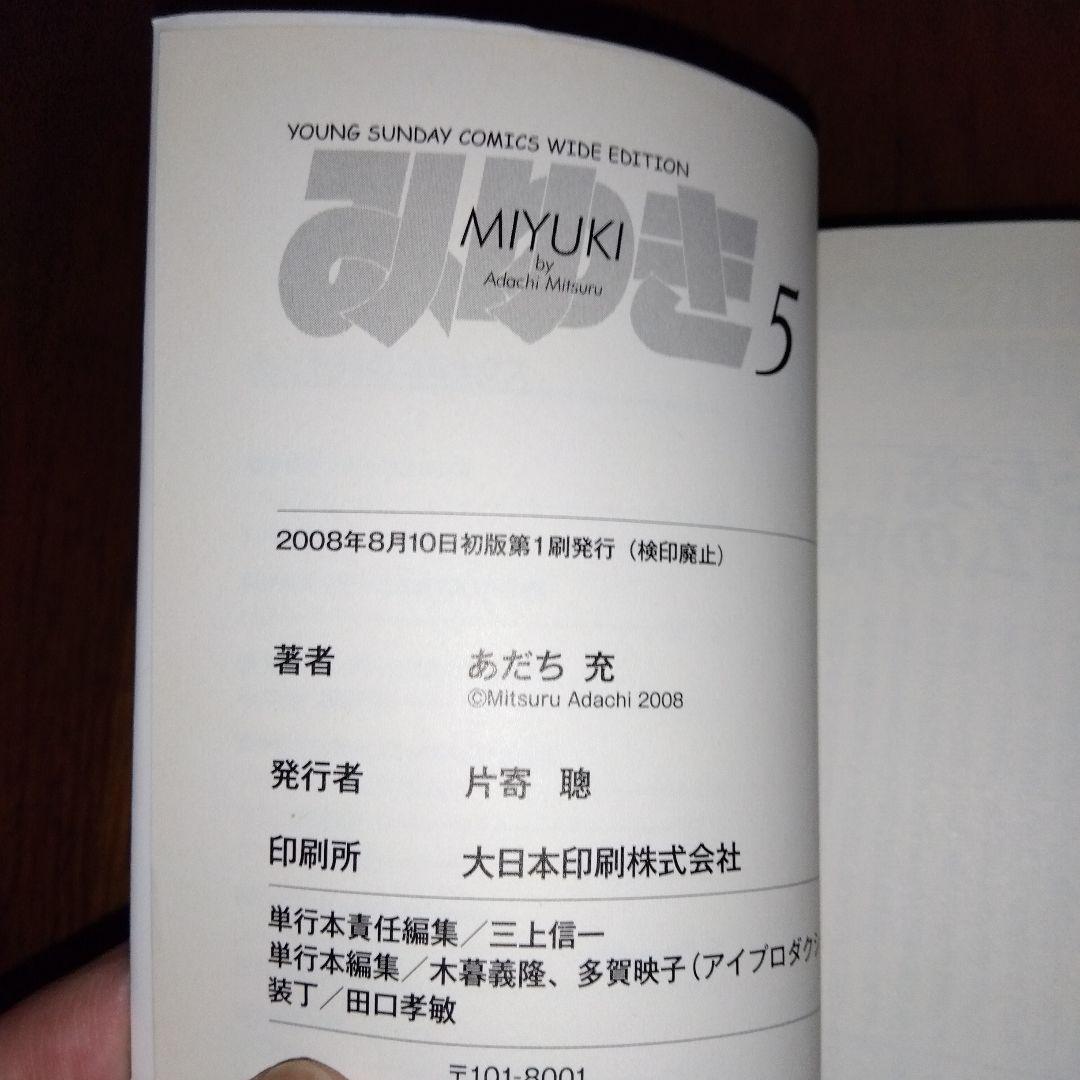 YOUNG SUNDAY COMICS WIDE EDITION
みゆき
MIYUKI
by
Adachi Mitsuru
5
2008年8月10日初版第1刷発行（検印廃止）
著者 あだち 充
©Mitsuru Adachi 2008
発行者 片寄 聰
印刷所 大日本印刷株式会社
単行本責任編集／三上信一
単行本編集／木暮義隆、多賀映子（アイプロダクシ
装丁／田口孝敏
〒101-8001